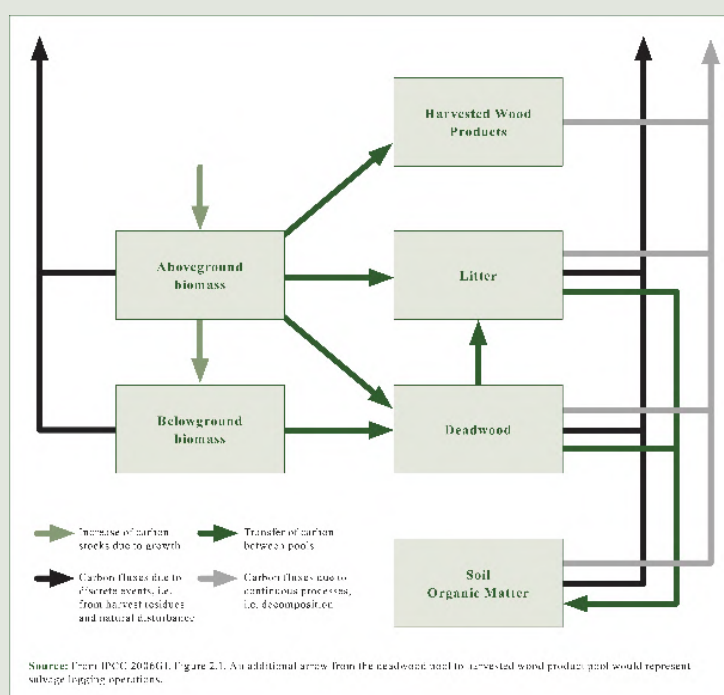 Harvested Wood
Products
Aboveground
biomass
Litter
Belowground
biomass
Deadwood
Increase of carbon
stocks due to growth
Transfer of carbon
between pools
Carbon fluxes due to
discrete events, i.e.
from harvest residues
and natural disturbance
Carbon fluxes due to
continuous processes,
i.e. decomposition
Soil
Organic Matter
Source: From IPCC 2006GL Figure 2.1. An additional arrow from the deadwood pool to harvested wood product pool would represent
salvage logging operations.